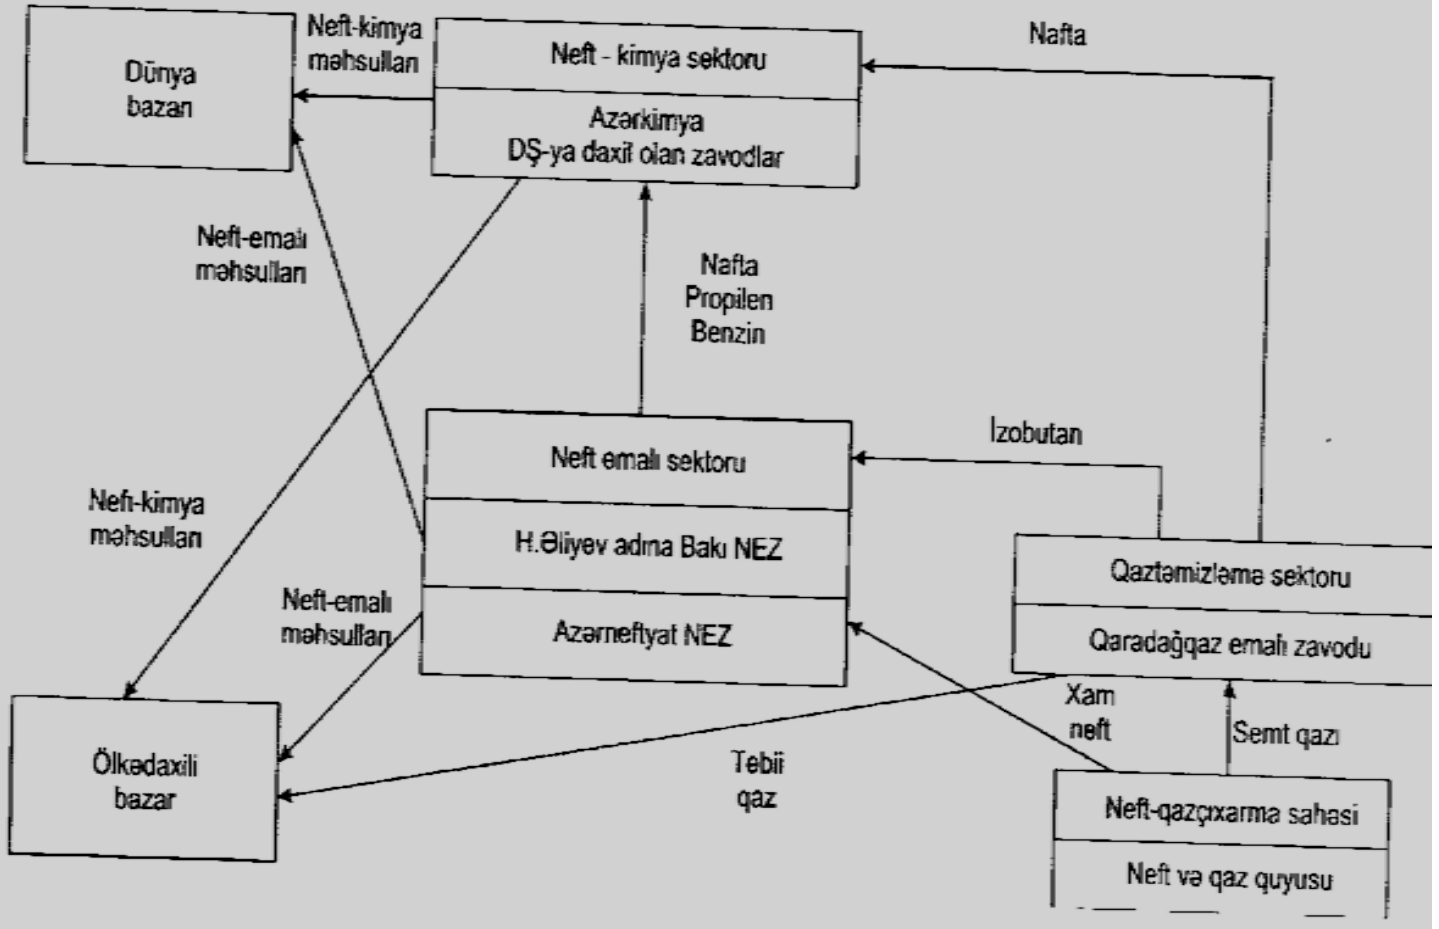 Dünya
bazarı
Neft-kimya
məhsulları
Neft - kimya sektoru
Azərkimya
DŞ-ya daxil olan zavodlar
Nafta
Neft-emalı
məhsulları
Nafta
Propilen
Benzin
Neft emalı sektoru
H.Əliyev adına Bakı NEZ
Azərneftyat NEZ
İzobutan
Neft-kimya
məhsulları
Neft-emalı
məhsulları
Qaztəmizləmə sektoru
Qaradağqaz emalı zavodu
Xam
neft
Semt qazı
Təbii
qaz
Ölkədaxili
bazar
Neft-qazçıxarma sahəsi
Neft və qaz quyusu